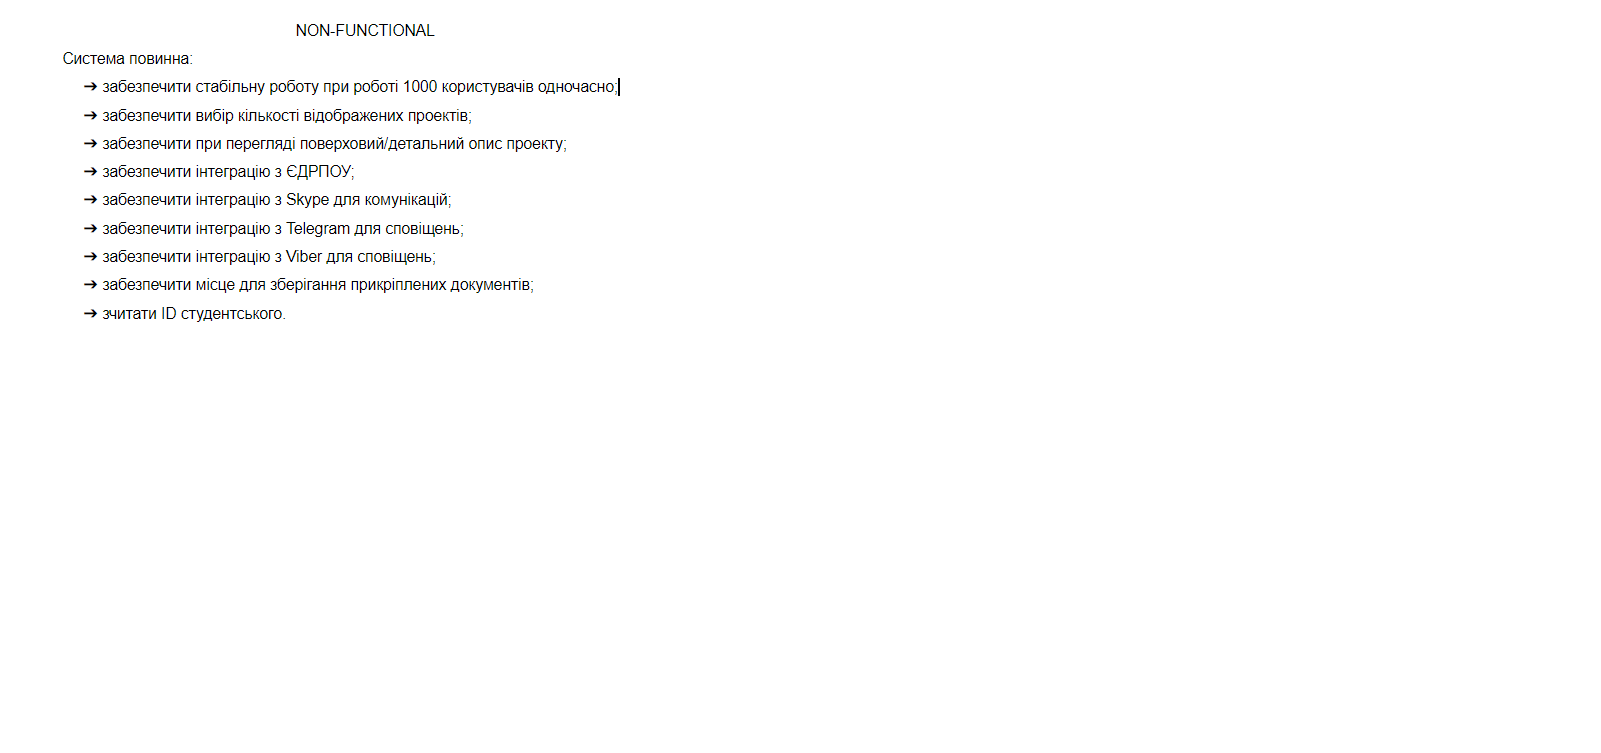 NON-FUNCTIONAL
Система повинна:
➔ забезпечити стабільну роботу при роботі 1000 користувачів одночасно;
➔ забезпечити вибір кількості відображених проектів;
➔ забезпечити при перегляді поверховий/детальний опис проекту;
➔ забезпечити інтеграцію з ЄДРПОУ;
➔ забезпечити інтеграцію з Skype для комунікацій;
➔ забезпечити інтеграцію з Telegram для сповіщень;
➔ забезпечити інтеграцію з Viber для сповіщень;
➔ забезпечити місце для зберігання прикріплених документів;
➔ зчитати ID студентського.